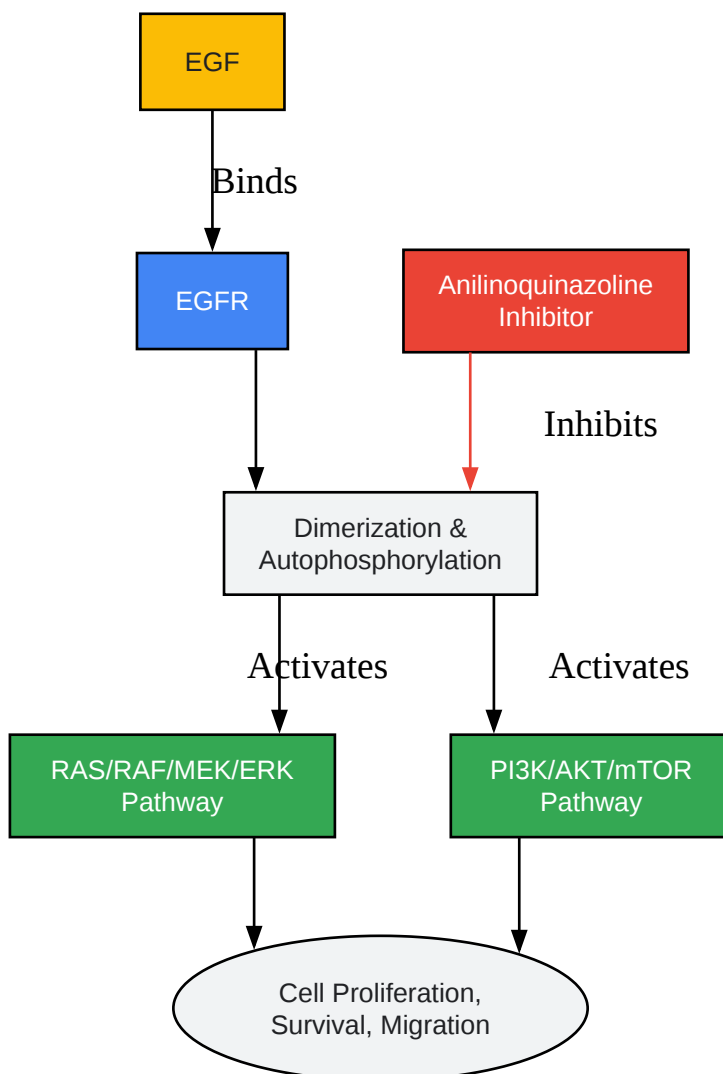 EGF
Binds
EGFR
Anilinoquinazoline
Inhibitor
Inhibits
Dimerization &
Autophosphorylation
Activates
Activates
RAS/RAF/MEK/ERK
Pathway
PI3K/AKT/mTOR
Pathway
Cell Proliferation,
Survival, Migration